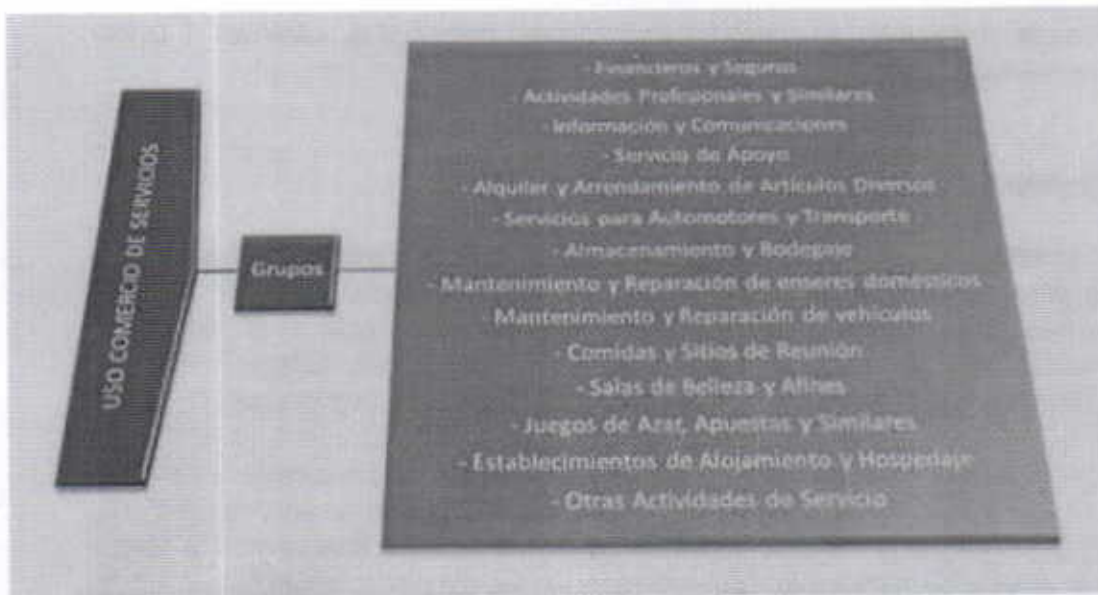 USO COMERCIO DE SERVICIOS
Grupos
- Financieros y Seguros
- Actividades Profesionales y Similares
- Información y Comunicaciones
- Servicio de Apoyo
- Alquiler y Arrendamiento de Artículos Diversos
- Servicios para Automotores y Transporte
- Almacenamiento y Bodegaje
- Mantenimiento y Reparación de enseres domésticos
Mantenimiento y Reparación de vehículos
- Comidas y Sitios de Reunión
- Salas de Belleza y Afines
- Juegos de Azar, Apuestas y Similares
- Establecimientos de Alojamiento y Hospedaje
- Otras Actividades de Servicio